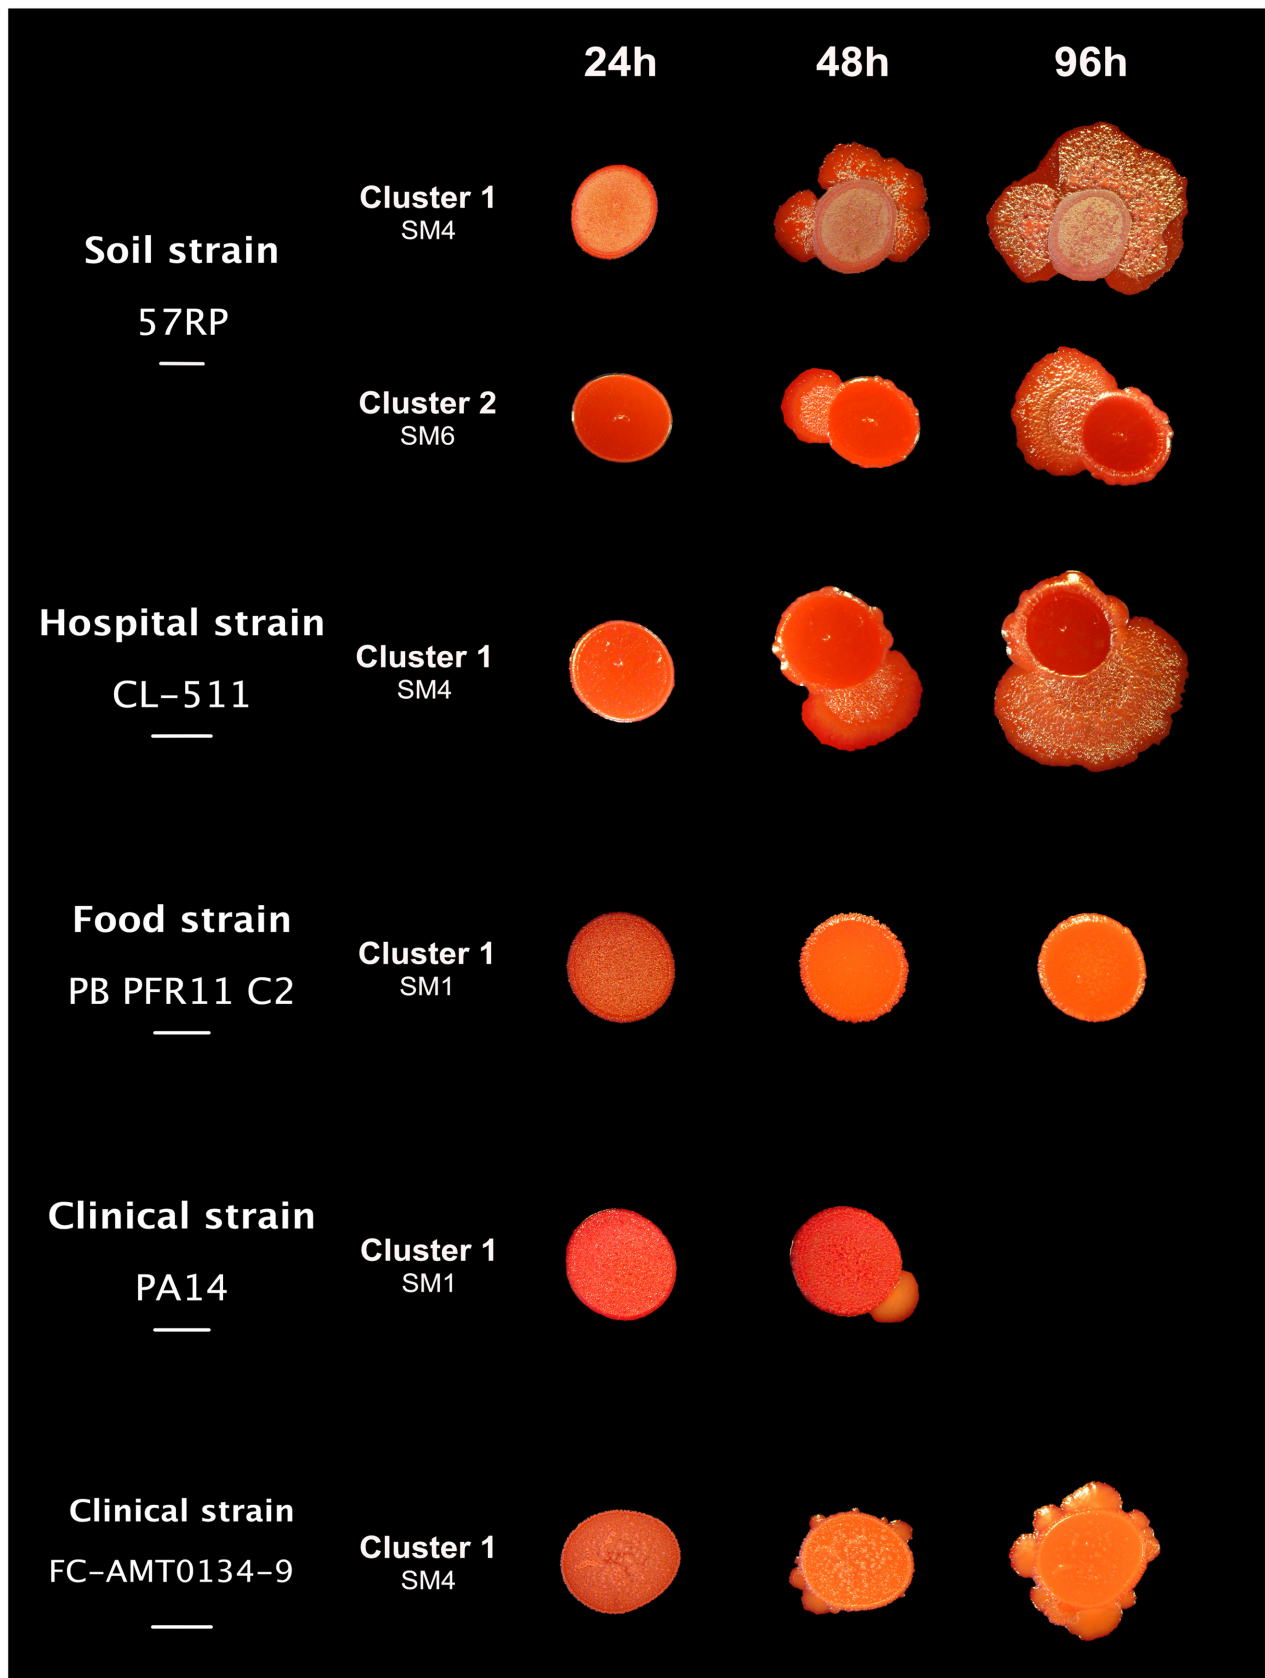 24h 48h 96h
Cluster 1
SM4
Soil strain
57RP
Cluster 2
SM6
Hospital strain
CL-511
Cluster 1
SM4
Food strain
PB PFR11 C2
Cluster 1
SM1
Clinical strain
PA14
Cluster 1
SM1
Clinical strain
FC-AMT0134-9
Cluster 1
SM4